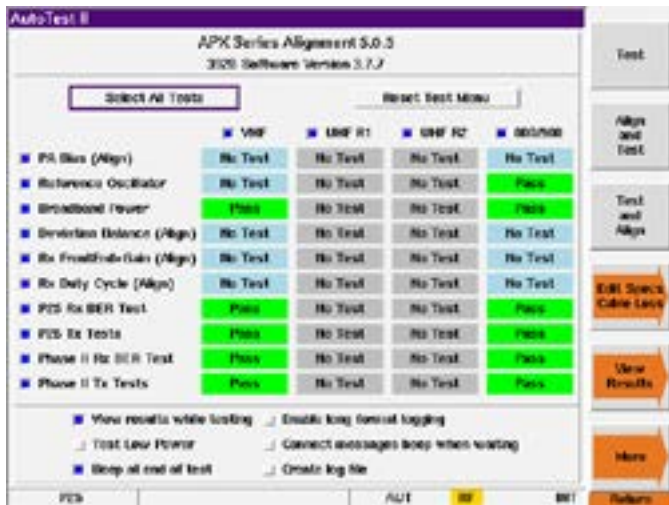 AutoTest II
APX Series Alignment 5.0.5
3920 Software Version 3.7.7
Select All Tests
Reset Test Menu
VHF UHF R1 UHF R2 800/900
PA Bias (Align) No Test No Test No Test No Test
Reference Oscillator No Test No Test No Test Pass
Broadband Power Pass No Test No Test Pass
Deviation Balance (Align) No Test No Test No Test No Test
Rx FrontEnd+Gain (Align) No Test No Test No Test No Test
Rx Duty Cycle (Align) No Test No Test No Test No Test
P25 Rx BER Test Pass No Test No Test Pass
P25 Tx Tests Pass No Test No Test Pass
Phase II Rx BER Test Pass No Test No Test Pass
Phase II Tx Tests Pass No Test No Test Pass
View results while testing Enable long format logging
Test Low Power Connect messages beep when waiting
Beep at end of test Create log file
P25 AUT RF INT
Test
Align
and
Test
Test
and
Align
Edit Specs
Cable Loss
View
Results
More
Return